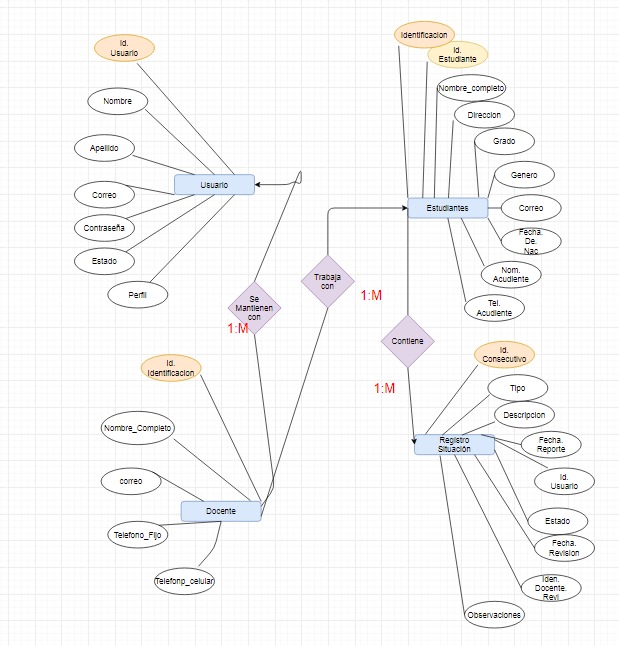 Id.
Usuario
Nombre
Apellido
Correo
Contraseña
Estado
Perfil
Usuario
Identificacion
Id.
Estudiante
Nombre_completo
Direccion
Grado
Genero
Correo
Fecha.
De.
Nac
Nom.
Acudiente
Tel.
Acudiente
Estudiantes
Se
Mantienen
con
1:M
Trabaja
con
1:M
Contiene
1:M
Id.
Identificacion
Nombre_Completo
correo
Telefono_Fijo
Telefonp_celular
Docente
Id.
Consecutivo
Tipo
Descripcion
Fecha.
Reporte
Id.
Usuario
Estado
Fecha.
Revision
Iden.
Docente.
Revi
Observaciones
Registro
Situación